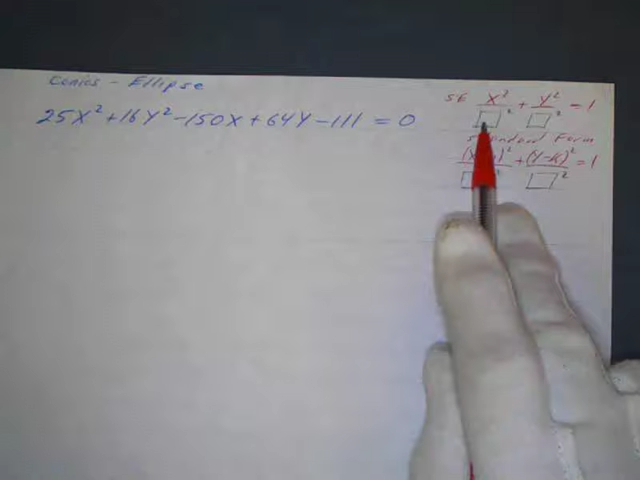 Conics - Ellipse
25X² + 16Y² - 150X + 64Y - 111 = 0
SE X²/□² + Y²/□² = 1
Standard Form
(X )²/□² + (Y-K)²/□² = 1